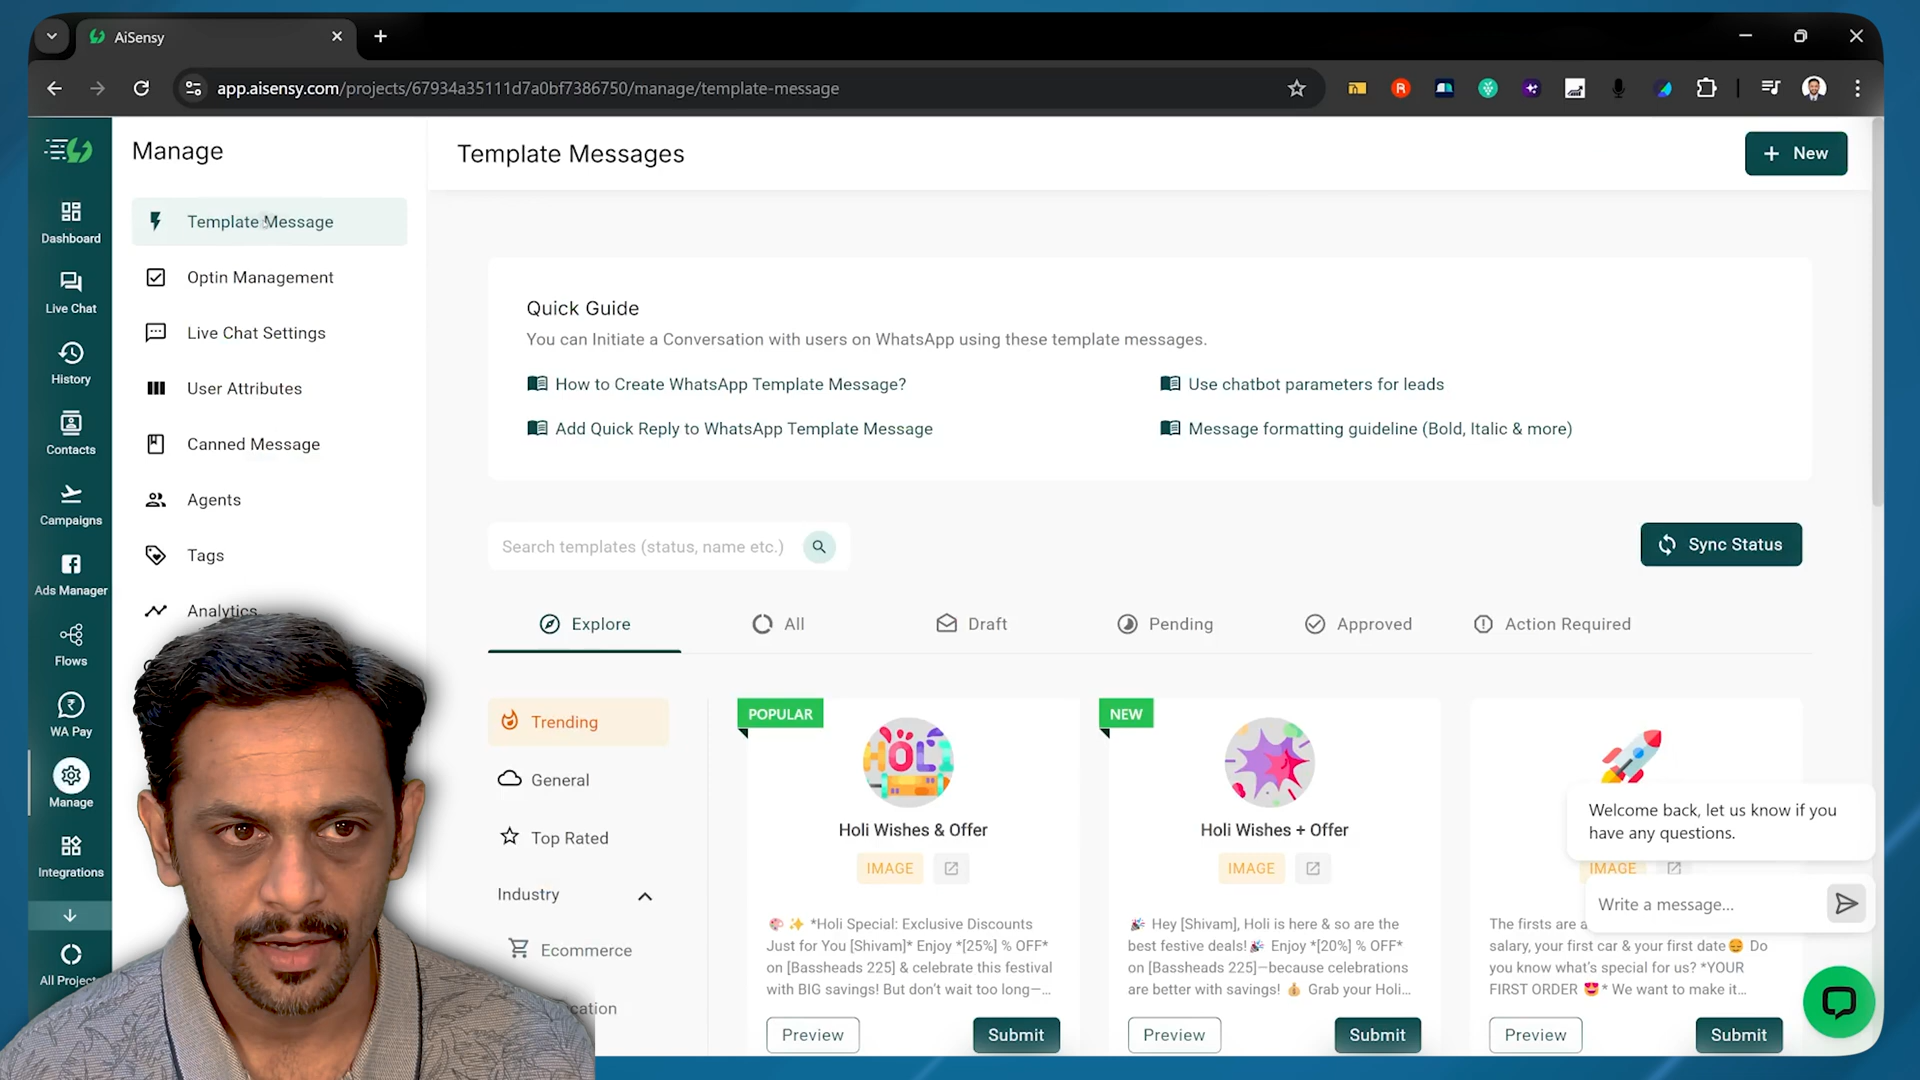 AiSensy
app.aisensy.com/projects/67934a35111d7a0bf7386750/manage/template-message
Dashboard
Live Chat
History
Contacts
Campaigns
Ads Manager
Flows
WA Pay
Manage
Integrations
Manage
Template Message
Optin Management
Live Chat Settings
User Attributes
Canned Message
Agents
Tags
Analytics
Template Messages
New
Quick Guide
You can Initiate a Conversation with users on WhatsApp using these template messages.
How to Create WhatsApp Template Message?
Use chatbot parameters for leads
Add Quick Reply to WhatsApp Template Message
Message formatting guideline (Bold, Italic & more)
Search templates (status, name etc.)
Sync Status
Explore
All
Draft
Pending
Approved
Action Required
Trending
General
Top Rated
Industry
Ecommerce
POPULAR
HOLI
Holi Wishes & Offer
IMAGE
🎨 ✨ *Holi Special: Exclusive Discounts
Just for You [Shivam]* Enjoy *[25%] % OFF*
on [Bassheads 225] & celebrate this festival
with BIG savings! But don't wait too long—...
Preview
Submit
NEW
Holi Wishes + Offer
IMAGE
🎉 Hey [Shivam], Holi is here & so are the
best festive deals!🎉 Enjoy *[20%] % OFF*
on [Bassheads 225]—because celebrations
are better with savings! 💰 Grab your Holi...
Preview
Submit
IMAGE
The firsts are
salary, your first car & your first date😊 Do
you know what's special for us? *YOUR
FIRST ORDER 😍* We want to make it...
Preview
Submit
Welcome back, let us know if you
have any questions.
Write a message...